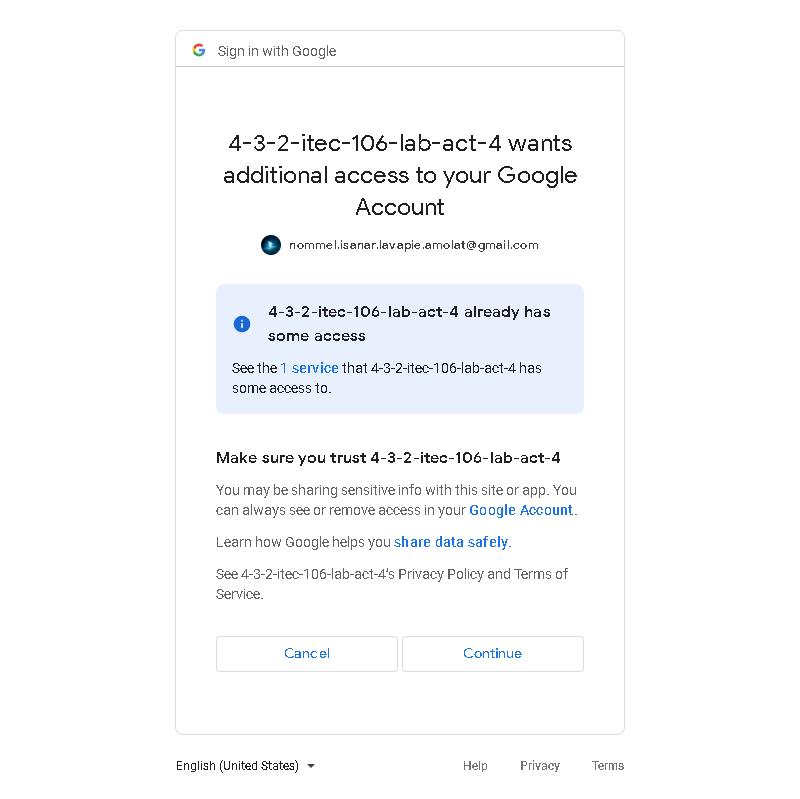 Sign in with Google
4-3-2-itec-106-lab-act-4 wants
additional access to your Google
Account
nommel.isanar.lavapie.amolat@gmail.com
4-3-2-itec-106-lab-act-4 already has
some access
See the 1 service that 4-3-2-itec-106-lab-act-4 has
some access to.
Make sure you trust 4-3-2-itec-106-lab-act-4
You may be sharing sensitive info with this site or app. You
can always see or remove access in your Google Account.
Learn how Google helps you share data safely.
See 4-3-2-itec-106-lab-act-4's Privacy Policy and Terms of
Service.
Cancel Continue
English (United States) Help Privacy Terms